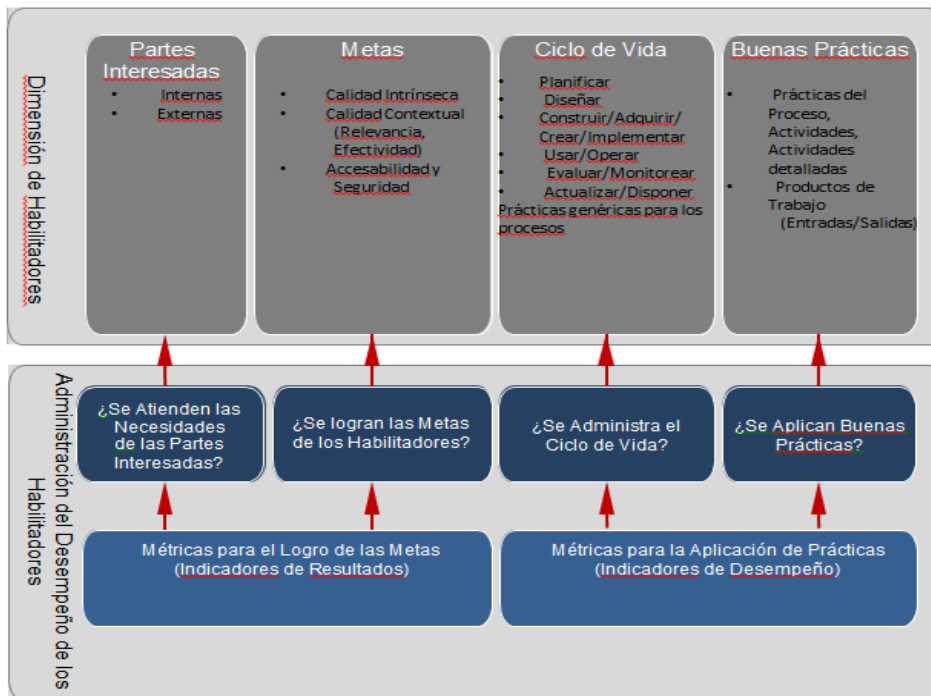 Dimensión de Habilitadores
Partes
Interesadas
• Internas
• Externas
Metas
• Calidad Intrínseca
• Calidad Contextual
(Relevancia,
Efectividad)
• Accesabilidad y
Seguridad
Ciclo de Vida
• Planificar
• Diseñar
• Construir/Adquirir/
Crear/Implementar
• Usar/Operar
• Evaluar/Monitorear
• Actualizar/Disponer
Prácticas genéricas para los
procesos
Buenas Prácticas
• Prácticas del
Proceso,
Actividades,
Actividades
detalladas
• Productos de
Trabajo
(Entradas/Salidas)
Administración del Desempeño de los
Habilitadores
¿Se Atienden las
Necesidades
de las Partes
Interesadas?
¿Se logran las Metas
de los Habilitadores?
¿Se Administra el
Ciclo de Vida?
¿Se Aplican Buenas
Prácticas?
Métricas para el Logro de las Metas
(Indicadores de Resultados)
Métricas para la Aplicación de Prácticas
(Indicadores de Desempeño)